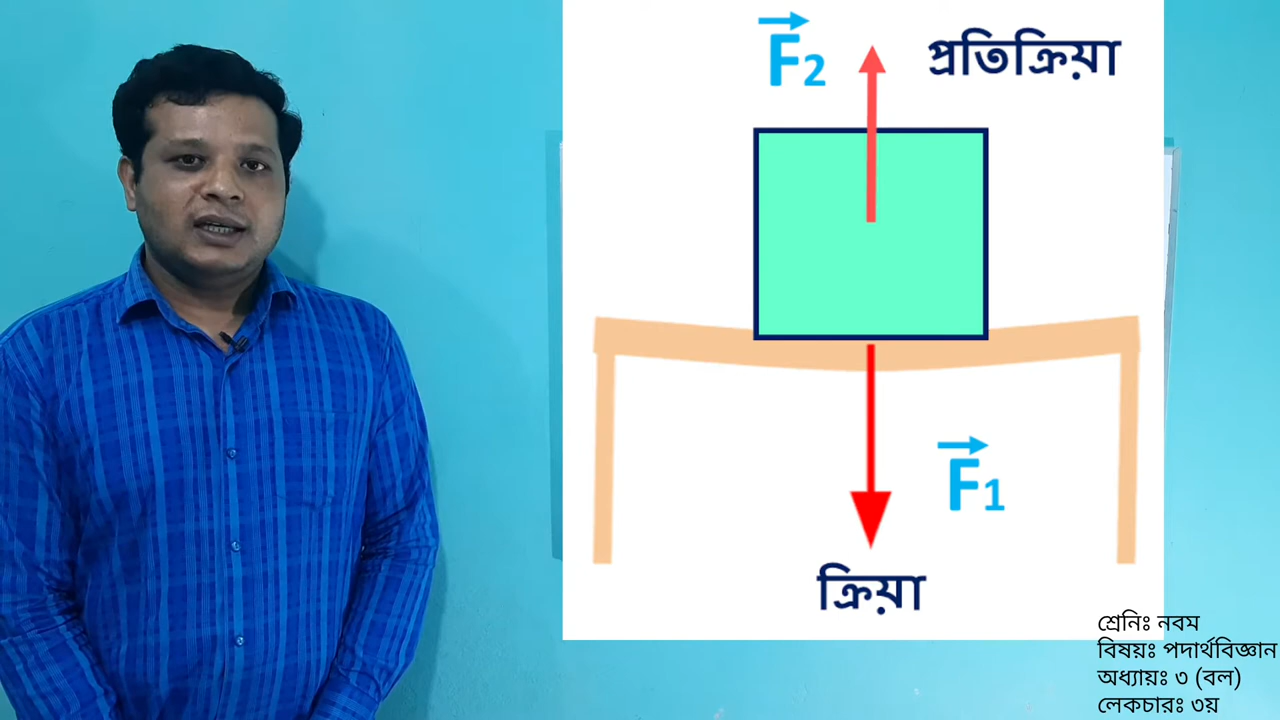 F2
প্রতিক্রিয়া
F1
ক্রিয়া
শ্রেনিঃ নবম
বিষয়ঃ পদার্থবিজ্ঞান
অধ্যায়ঃ ৩ (বল)
লেকচারঃ ৩য়